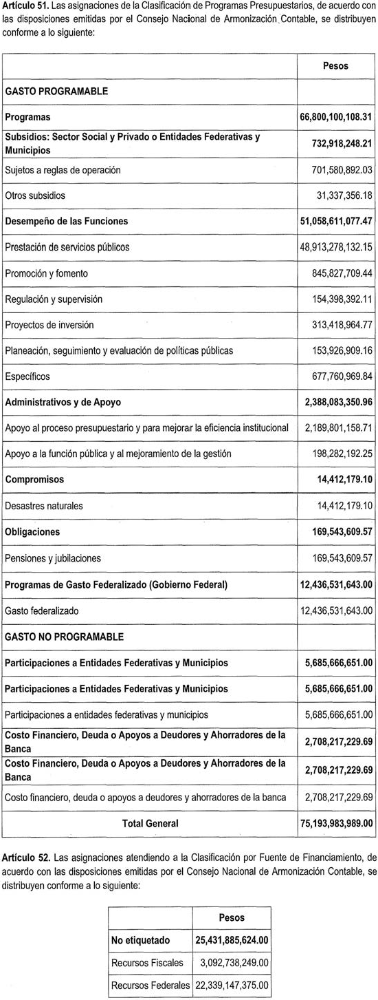 Artículo 51. Las asignaciones de la Clasificación de Programas Presupuestarios, de acuerdo con
las disposiciones emitidas por el Consejo Nacional de Armonización Contable, se distribuyen
conforme a lo siguiente:
Pesos
GASTO PROGRAMABLE
Programas 66,800,100,108.31
Subsidios: Sector Social y Privado o Entidades Federativas y
Municipios 732,918,248.21
Sujetos a reglas de operación 701,580,892.03
Otros subsidios 31,337,356.18
Desempeño de las Funciones 51,058,611,077.47
Prestación de servicios públicos 48,913,278,132.15
Promoción y fomento 845,827,709.44
Regulación y supervisión 154,398,392.11
Proyectos de inversión 313,418,964.77
Planeación, seguimiento y evaluación de políticas públicas 153,926,909.16
Específicos 677,760,969.84
Administrativos y de Apoyo 2,388,083,350.96
Apoyo al proceso presupuestario y para mejorar la eficiencia institucional 2,189,801,158.71
Apoyo a la función pública y al mejoramiento de la gestión 198,282,192.25
Compromisos 14,412,179.10
Desastres naturales 14,412,179.10
Obligaciones 169,543,609.57
Pensiones y jubilaciones 169,543,609.57
Programas de Gasto Federalizado (Gobierno Federal) 12,436,531,643.00
Gasto federalizado 12,436,531,643.00
GASTO NO PROGRAMABLE
Participaciones a Entidades Federativas y Municipios 5,685,666,651.00
Participaciones a Entidades Federativas y Municipios 5,685,666,651.00
Participaciones a entidades federativas y municipios 5,685,666,651.00
Costo Financiero, Deuda o Apoyos a Deudores y Ahorradores de la
Banca 2,708,217,229.69
Costo Financiero, Deuda o Apoyos a Deudores y Ahorradores de la
Banca 2,708,217,229.69
Costo financiero, deuda o apoyos a deudores y ahorradores de la banca 2,708,217,229.69
Total General 75,193,983,989.00
Artículo 52. Las asignaciones atendiendo a la Clasificación por Fuente de Financiamiento, de
acuerdo con las disposiciones emitidas por el Consejo Nacional de Armonización Contable, se
distribuyen conforme a lo siguiente:
Pesos
No etiquetado 25,431,885,624.00
Recursos Fiscales 3,092,738,249.00
Recursos Federales 22,339,147,375.00